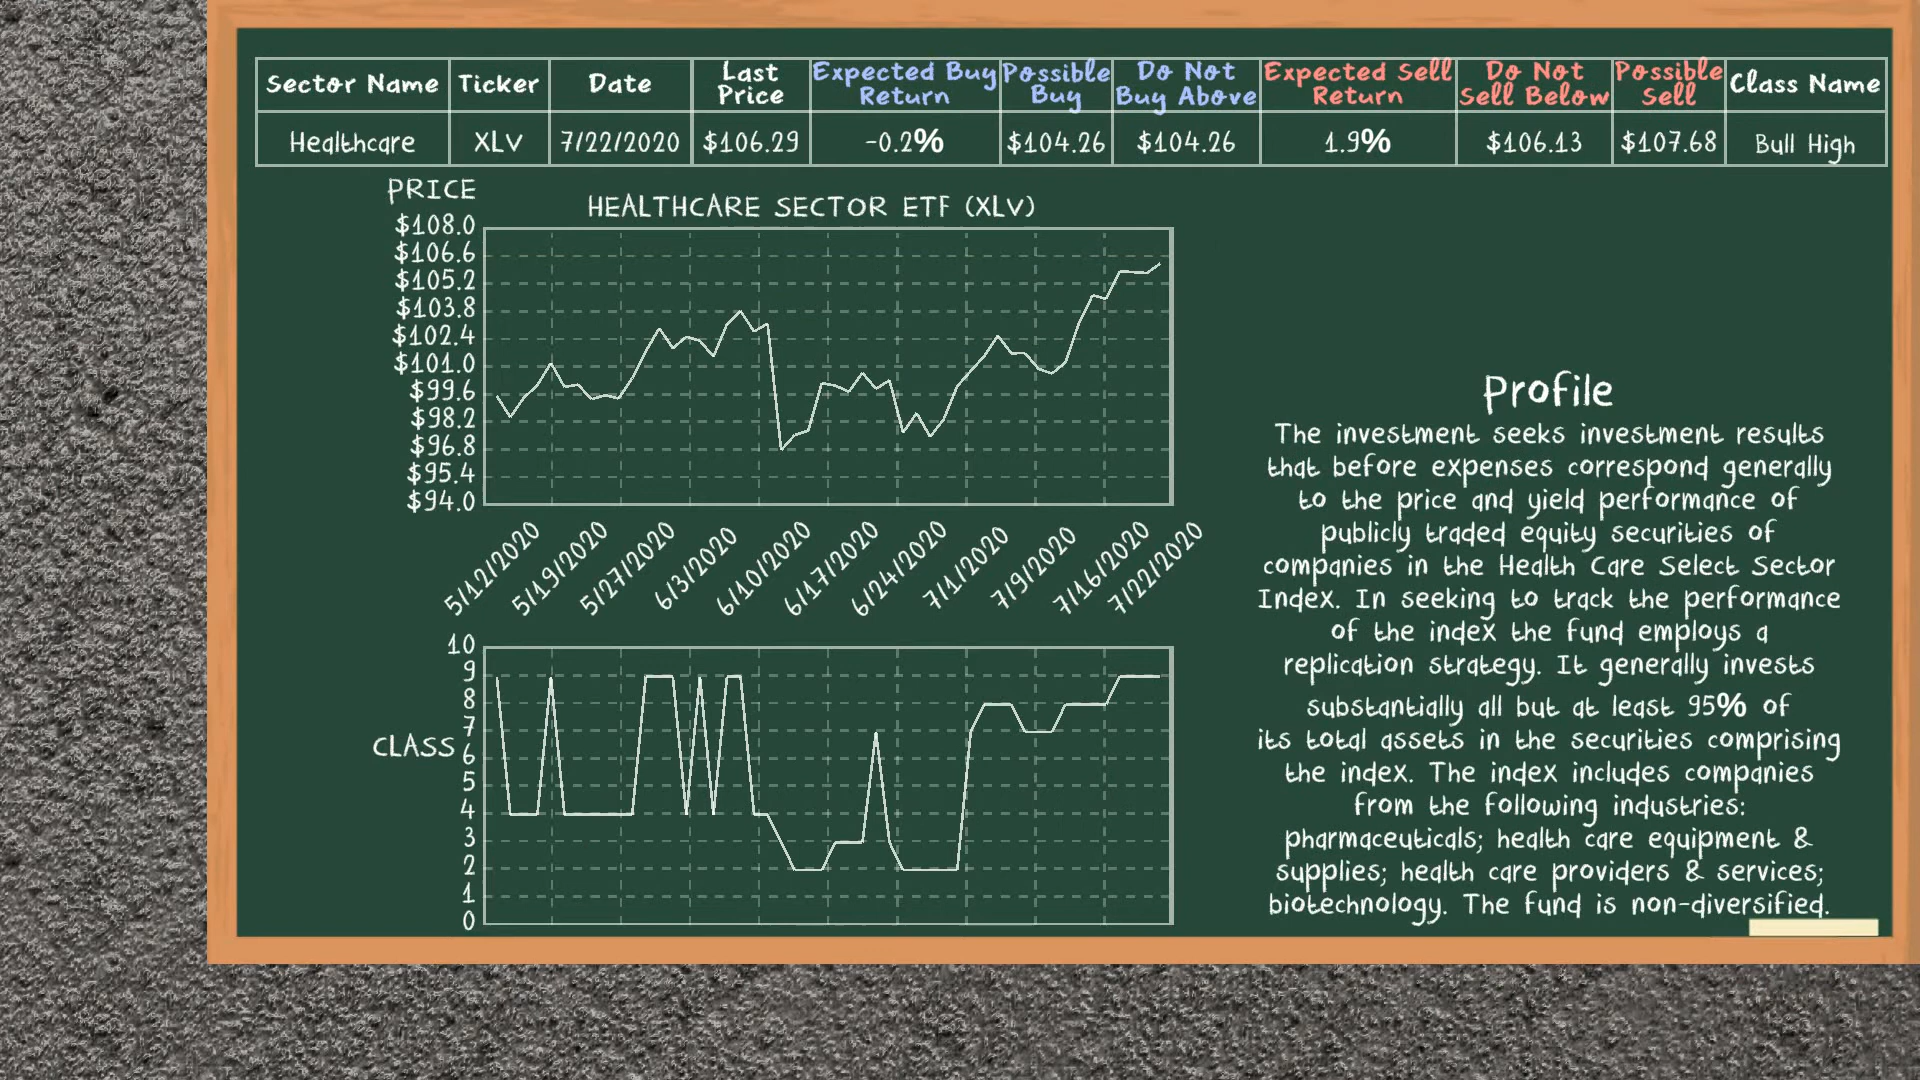 Sector Name Ticker Date Last Price Expected Buy Return Possible Buy Do Not Buy Above Expected Sell Return Do Not Sell Below Possible Sell Class Name
Healthcare XLV 7/22/2020 $106.29 -0.2% $104.26 $104.26 1.9% $106.13 $107.68 Bull High
PRICE
HEALTHCARE SECTOR ETF (XLV)
$108.0
$106.6
$105.2
$103.8
$102.4
$101.0
$99.6
$98.2
$96.8
$95.4
$94.0
5/12/2020 5/19/2020 5/27/2020 6/3/2020 6/10/2020 6/17/2020 6/24/2020 7/1/2020 7/9/2020 7/16/2020 7/22/2020
10
9
8
7
CLASS
6
5
4
3
2
1
0
Profile
The investment seeks investment results
that before expenses correspond generally
to the price and yield performance of
publicly traded equity securities of
companies in the Health Care Select Sector
Index. In seeking to track the performance
of the index the fund employs a
replication strategy. It generally invests
substantially all but at least 95% of
its total assets in the securities comprising
the index. The index includes companies
from the following industries:
pharmaceuticals; health care equipment &
supplies; health care providers & services;
biotechnology. The fund is non-diversified.